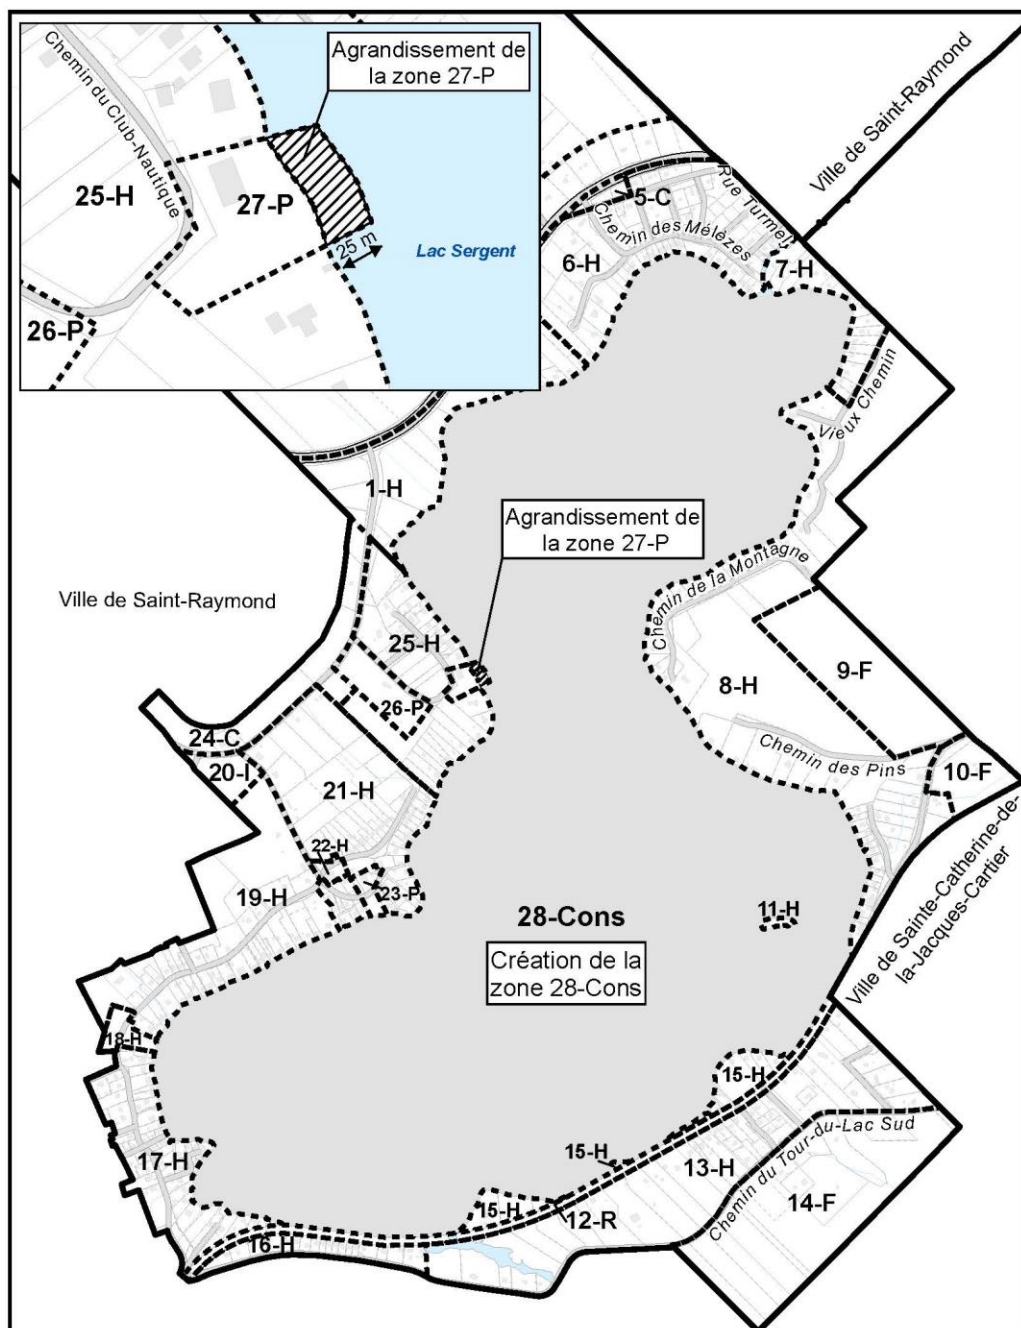 Agrandissement de
la zone 27-P
Chemin du Club-Nautique
25-H
27-P
25 m
Lac Sergent
26-P
Ville de Saint-Raymond
5-C
Rue Turmel
Chemin des Mélèzes
6-H
7-H
Vieux Chemin
1-H
Agrandissement de
la zone 27-P
Chemin de la Montagne
Ville de Saint-Raymond
25-H
9-F
8-H
26-P
24-C
Chemin des Pins
20-I
10-F
21-H
22-H
23-P
19-H
11-H
28-Cons
Création de la
zone 28-Cons
Ville de Sainte-Catherine-de-
la-Jacques-Cartier
18-H
15-H
15-H
17-H
13-H
Chemin du Tour-du-Lac Sud
14-F
15-H
12-R
16-H